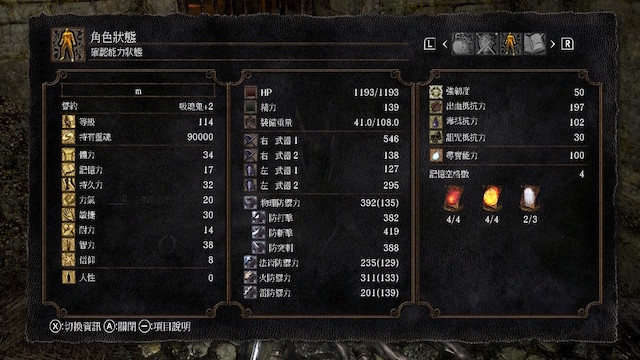 角色狀態
確認能力狀態
L
R
m
誓約 吸魂鬼+2
等級 114
持有靈魂 90000
體力 34
記憶力 17
持久力 32
力氣 20
敏捷 30
耐力 14
智力 38
信仰 8
人性 0
HP 1193/1193
精力 139
裝備重量 41.0/108.0
右 武器 1 546
右 武器 2 138
左 武器 1 127
左 武器 2 295
物理防禦力 392(135)
防打擊 382
防斬擊 419
防突刺 388
法術防禦力 235(129)
火防禦力 311(133)
雷防禦力 201(139)
強韌度 50
出血抵抗力 197
毒抵抗力 102
詛咒抵抗力 30
尋寶能力 100
記憶空格數 4
4/4 4/4 2/3
X:切換資訊 A:關閉 −:項目說明